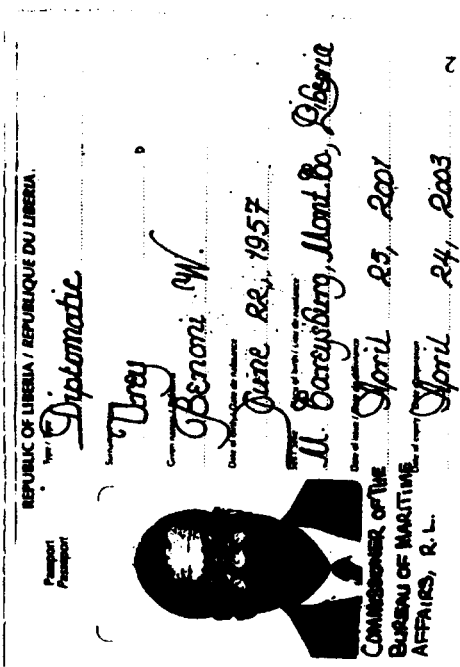 REPUBLIC OF LIBERIA / REPUBLIQUE DU LIBERIA
Passport
Passeport
Diplomatic
Urey
Benoni W.
June 22, 1957
M. Careysburg, Mont. Co, Liberia
April 25, 2001
April 24, 2003
COMMISSIONER OF THE
BUREAU OF MARITIME
AFFAIRS, R. L.